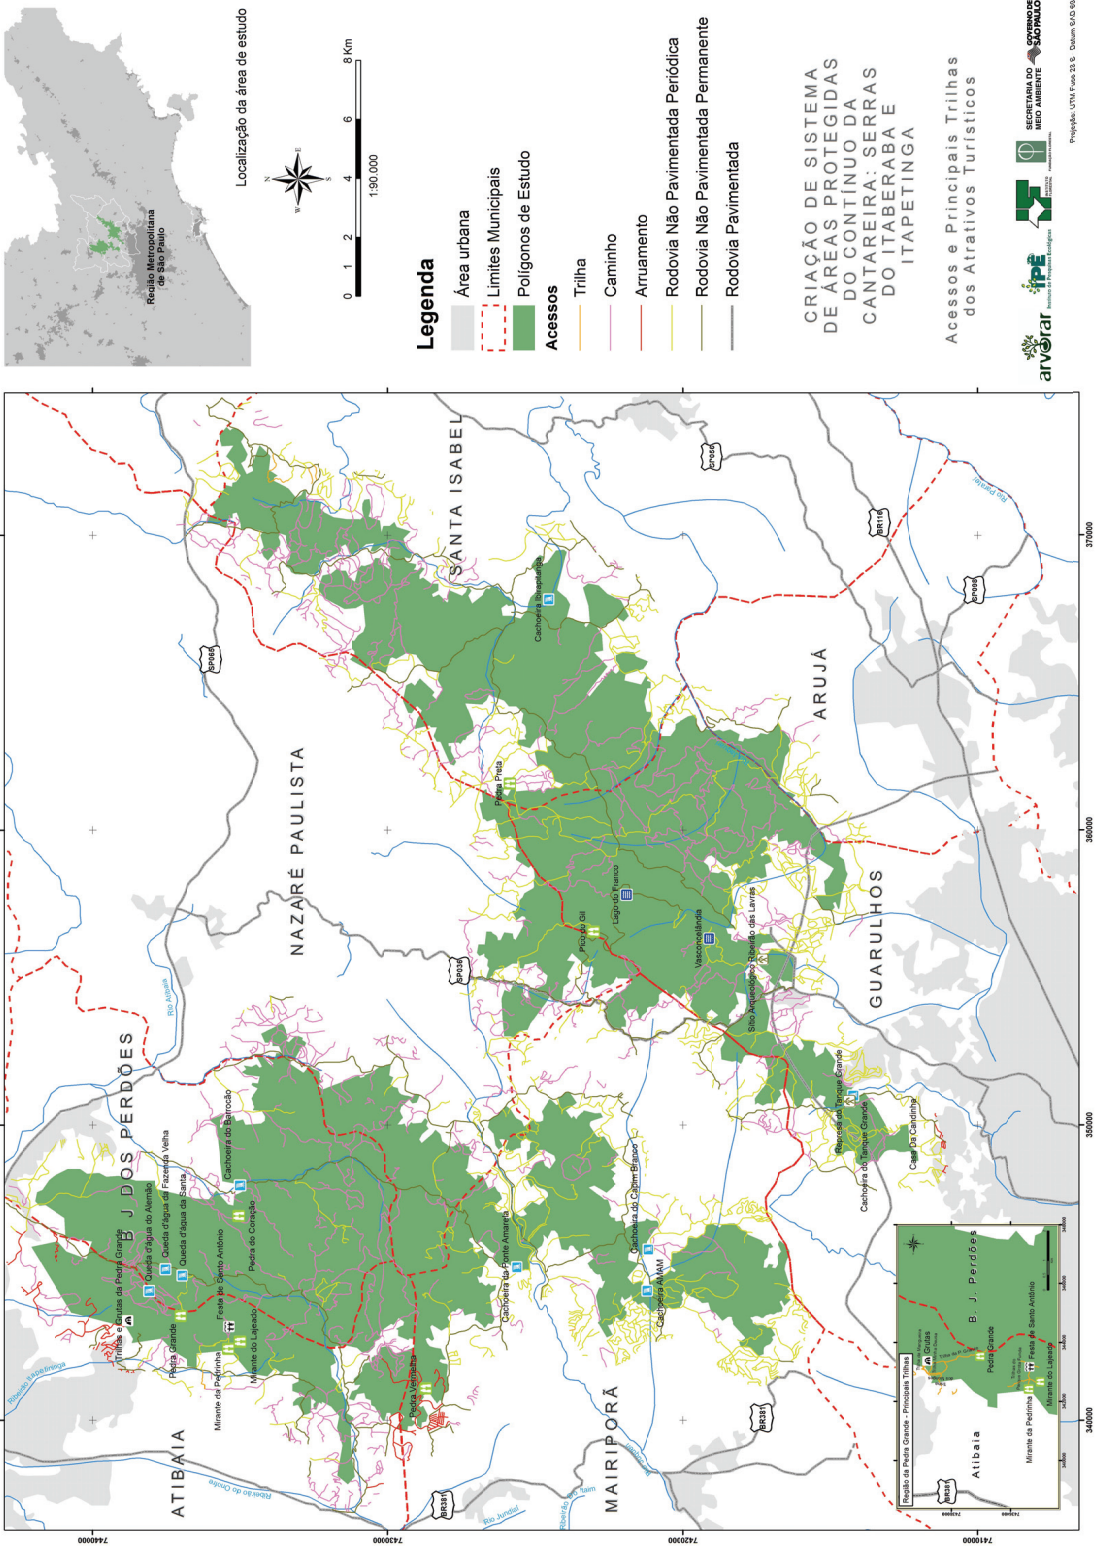 Região Metropolitana
de São Paulo
Localização da área de estudo
N
S
W
0 1 2 4 6 8 Km
1:90.000
Legenda
Área urbana
Limites Municipais
Polígonos de Estudo
Acessos
Trilha
Caminho
Arruamento
Rodovia Não Pavimentada Periódica
Rodovia Não Pavimentada Permanente
Rodovia Pavimentada
CRIAÇÃO DE SISTEMA
DE ÁREAS PROTEGIDAS
DO CONTÍNUO DA
CANTAREIRA: SERRAS
DO ITABERABA E
ITAPETINGA
Acessos e Principais Trilhas
dos Atrativos Turísticos
arvorar
IPÊ
Instituto de Pesquisas Ecológicas
SECRETARIA DO
MEIO AMBIENTE
GOVERNO DE
SÃO PAULO
B J DOS PERDÕES
NAZARÉ PAULISTA
SANTA ISABEL
ATIBAIA
MAIRIPORÃ
GUARULHOS
ARUJÁ
Rio Atibaia
Ribeirão do Onofre
Rio Jundiaí
SP065
SP036
SP056
BR116
BR381
BR381
Trilhas e Grutas da Pedra Grande
Queda d'água do Alemão
Queda d'água da Fazenda Velha
Queda d'água da Santa
Pedra Grande
Festa de Santo Antônio
Mirante da Pedrinha
Mirante do Lajeado
Pedra do Coração
Cachoeira do Barrocão
Pedra Vermelha
Cachoeira da Ponte Amarela
Cachoeira do Capim Branco
Cachoeira AMAM
Pedra Preta
Cachoeira Ibirapitanga
Pico do Gil
Lago do Franco
Vasconcelândia
Sítio Arqueológico Ribeirão das Lavras
Represa do Tanque Grande
Cachoeira do Tanque Grande
Casa Da Candinha
7440000
7430000
7420000
7410000
340000
350000
360000
370000
Região da Pedra Grande - Principais Trilhas
Grutas
B. J. Perdões
Pedra Grande
Festa de Santo Antônio
Mirante da Pedrinha
Mirante do Lajeado
Atibaia
BR381